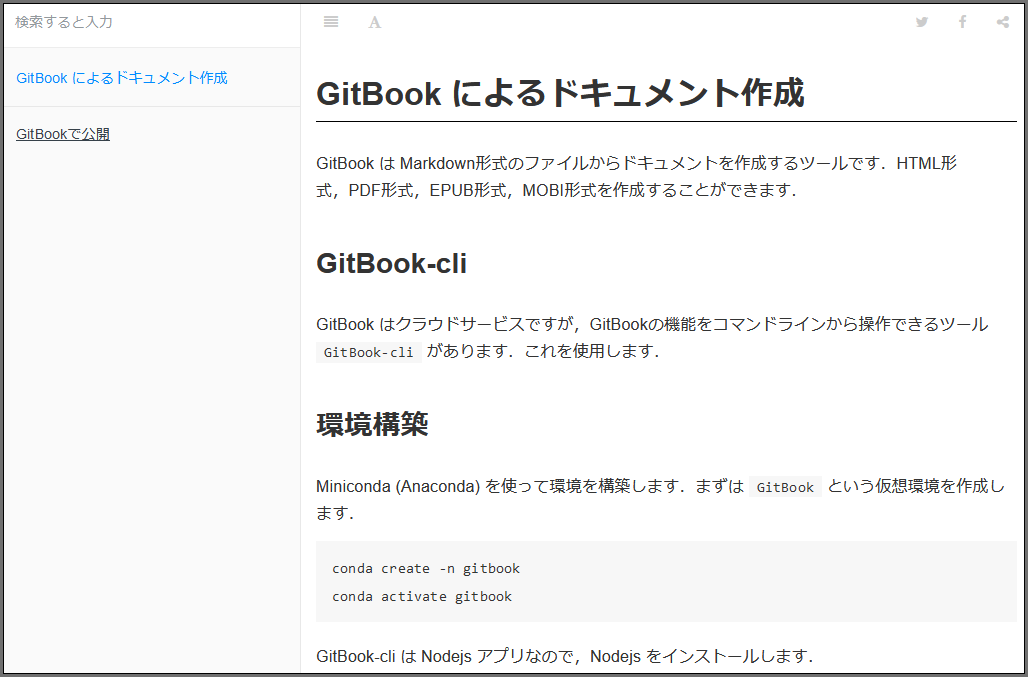 検索すると入力
GitBook によるドキュメント作成
GitBookで公開
GitBook によるドキュメント作成
GitBook は Markdown形式のファイルからドキュメントを作成するツールです．HTML形
式，PDF形式，EPUB形式，MOBI形式を作成することができます．
GitBook-cli
GitBook はクラウドサービスですが，GitBookの機能をコマンドラインから操作できるツール
GitBook-cli があります．これを使用します．
環境構築
Miniconda (Anaconda) を使って環境を構築します．まずは GitBook という仮想環境を作成し
ます．
conda create -n gitbook
conda activate gitbook
GitBook-cli は Nodejs アプリなので，Nodejs をインストールします．